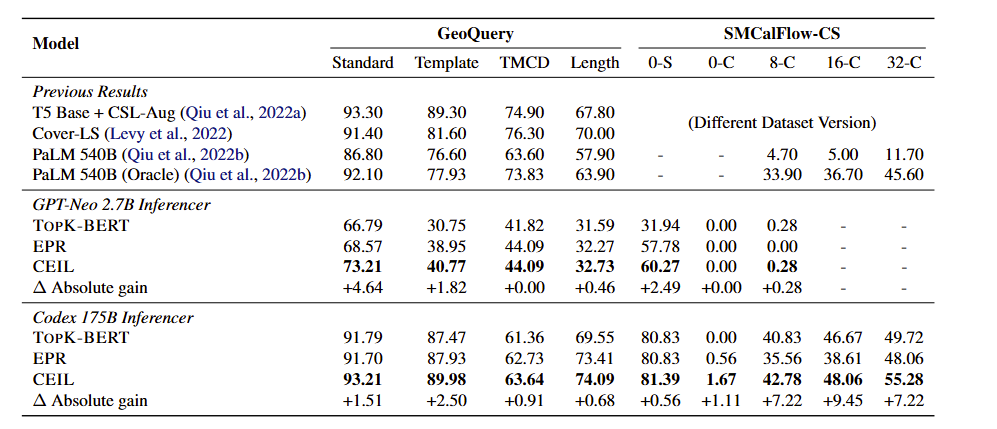 Model GeoQuery SMCalFlow-CS
Standard Template TMCD Length 0-S 0-C 8-C 16-C 32-C
Previous Results
T5 Base + CSL-Aug (Qiu et al., 2022a) 93.30 89.30 74.90 67.80
(Different Dataset Version)
Cover-LS (Levy et al., 2022) 91.40 81.60 76.30 70.00
PaLM 540B (Qiu et al., 2022b) 86.80 76.60 63.60 57.90 - - 4.70 5.00 11.70
PaLM 540B (Oracle) (Qiu et al., 2022b) 92.10 77.93 73.83 63.90 - - 33.90 36.70 45.60
GPT-Neo 2.7B Inferencer
TOPK-BERT 66.79 30.75 41.82 31.59 31.94 0.00 0.28 - -
EPR 68.57 38.95 44.09 32.27 57.78 0.00 0.00 - -
CEIL 73.21 40.77 44.09 32.73 60.27 0.00 0.28 - -
Δ Absolute gain +4.64 +1.82 +0.00 +0.46 +2.49 +0.00 +0.28 - -
Codex 175B Inferencer
TOPK-BERT 91.79 87.47 61.36 69.55 80.83 0.00 40.83 46.67 49.72
EPR 91.70 87.93 62.73 73.41 80.83 0.56 35.56 38.61 48.06
CEIL 93.21 89.98 63.64 74.09 81.39 1.67 42.78 48.06 55.28
Δ Absolute gain +1.51 +2.50 +0.91 +0.68 +0.56 +1.11 +7.22 +9.45 +7.22